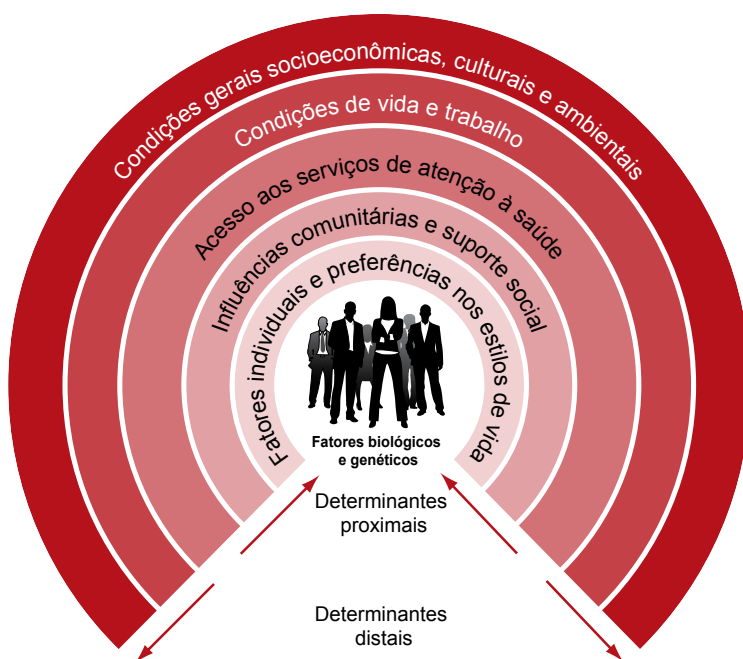 Condições gerais socioeconômicas, culturais e ambientais
Condições de vida e trabalho
Acesso aos serviços de atenção à saúde
Influências comunitárias e suporte social
Fatores individuais e preferências nos estilos de vida
Fatores biológicos
e genéticos
Determinantes
proximais
Determinantes
distais